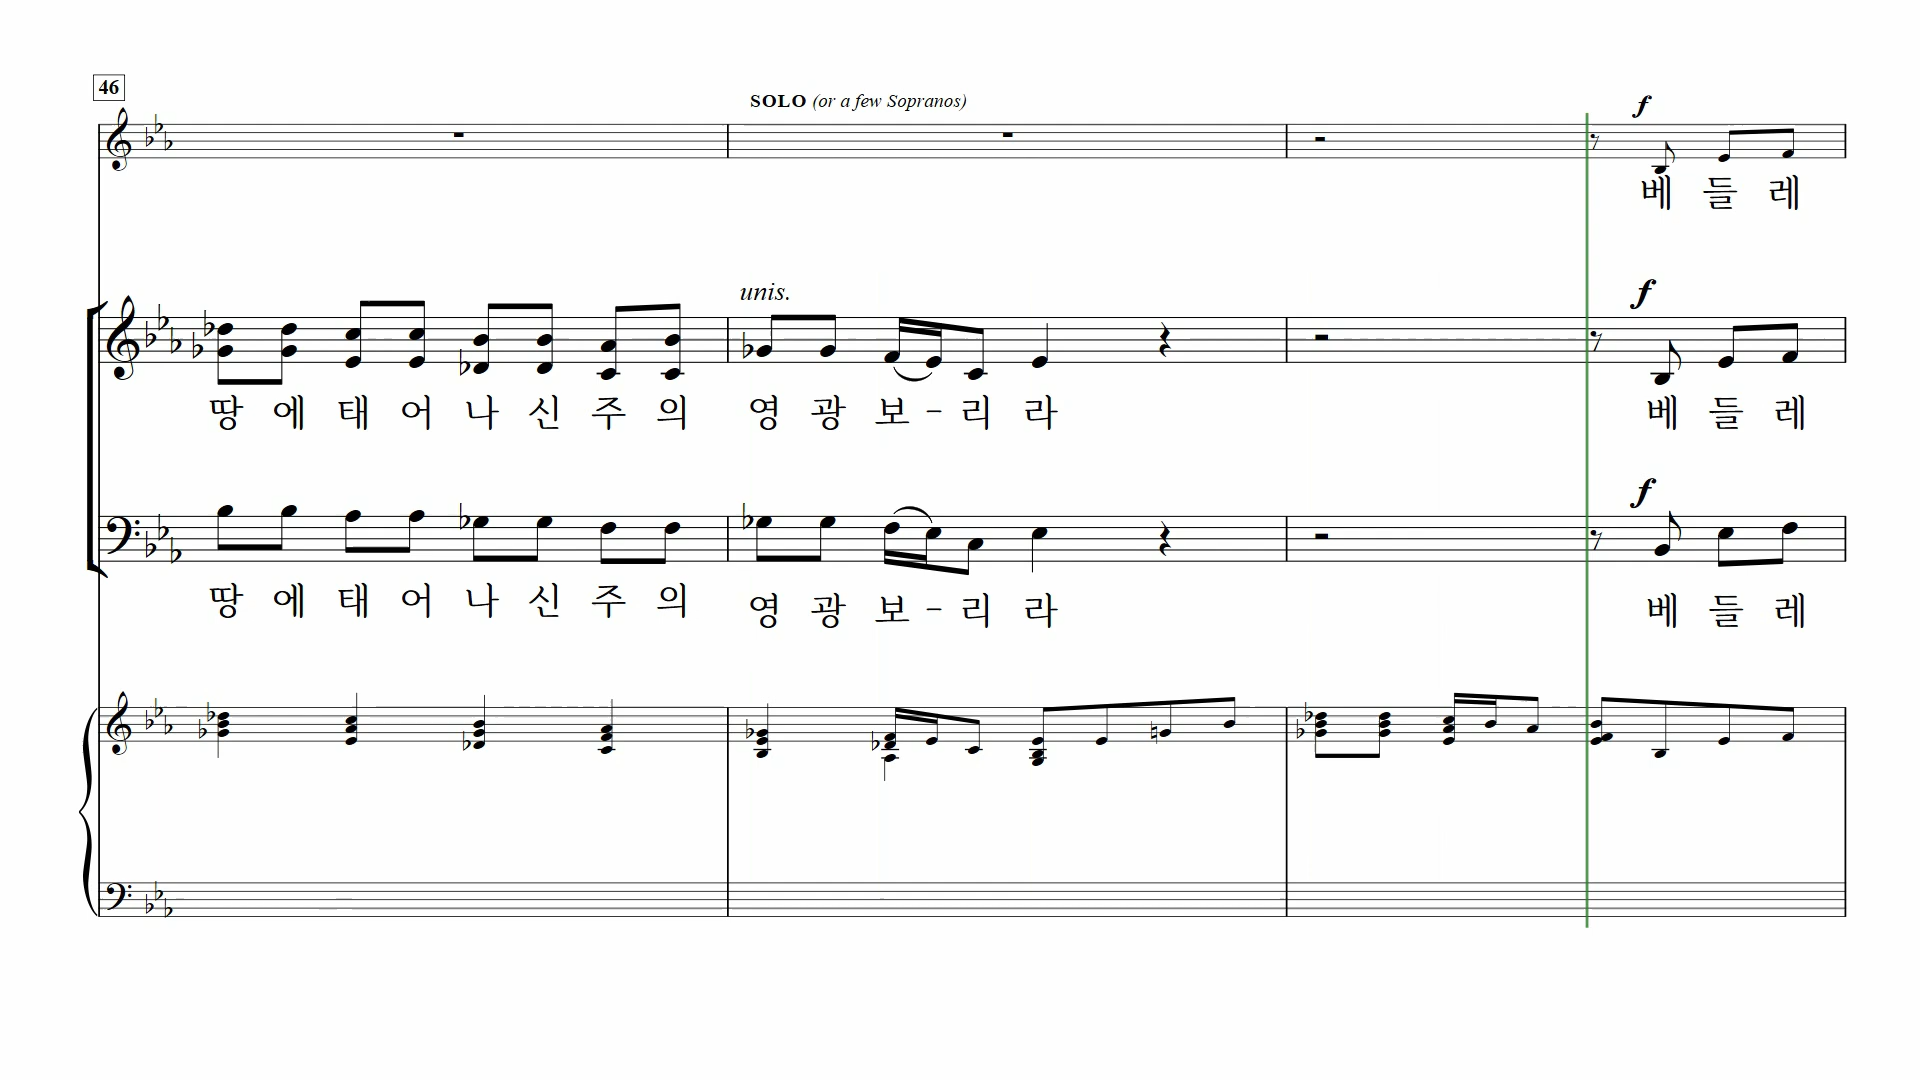 46
SOLO (or a few Sopranos)
f
베 들 레
unis.
f
땅 에 태 어 나 신 주 의 영 광 보 - 리 라 베 들 레
f
땅 에 태 어 나 신 주 의 영 광 보 - 리 라 베 들 레